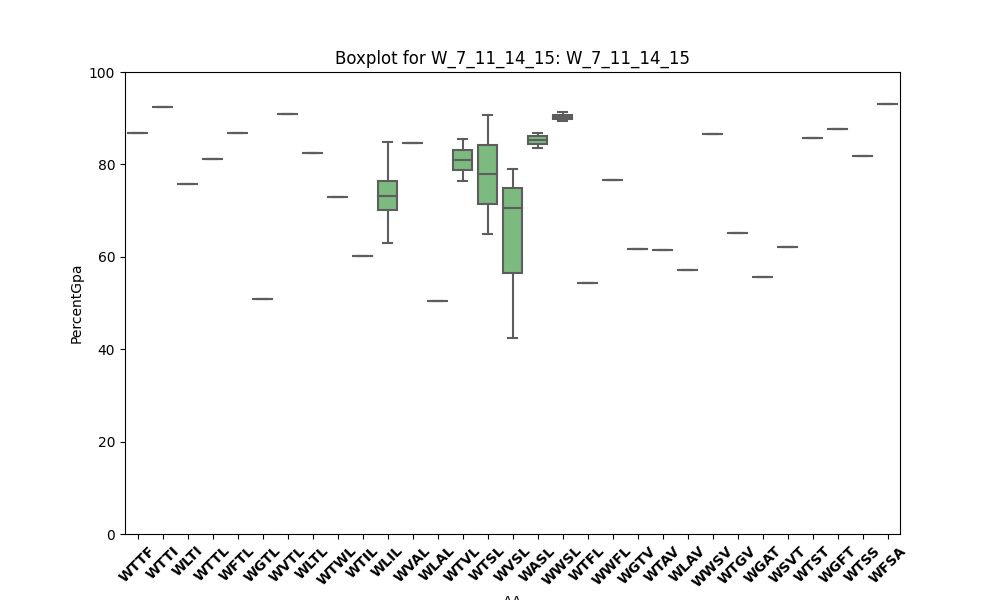 Boxplot for W_7_11_14_15: W_7_11_14_15
PercentGpa
100
80
60
40
20
0
WTTF WTTI WLTI WTTL WFTL WGTL WVTL WLTL WTWL WTIL WLIL WVAL WLAL WTVL WTSL WVSL WASL WWSL WTFL WWFL WGTV WTAV WLAV WWSV WTGV WGAT WSVT WTST WGFT WTSS WFSA
AA